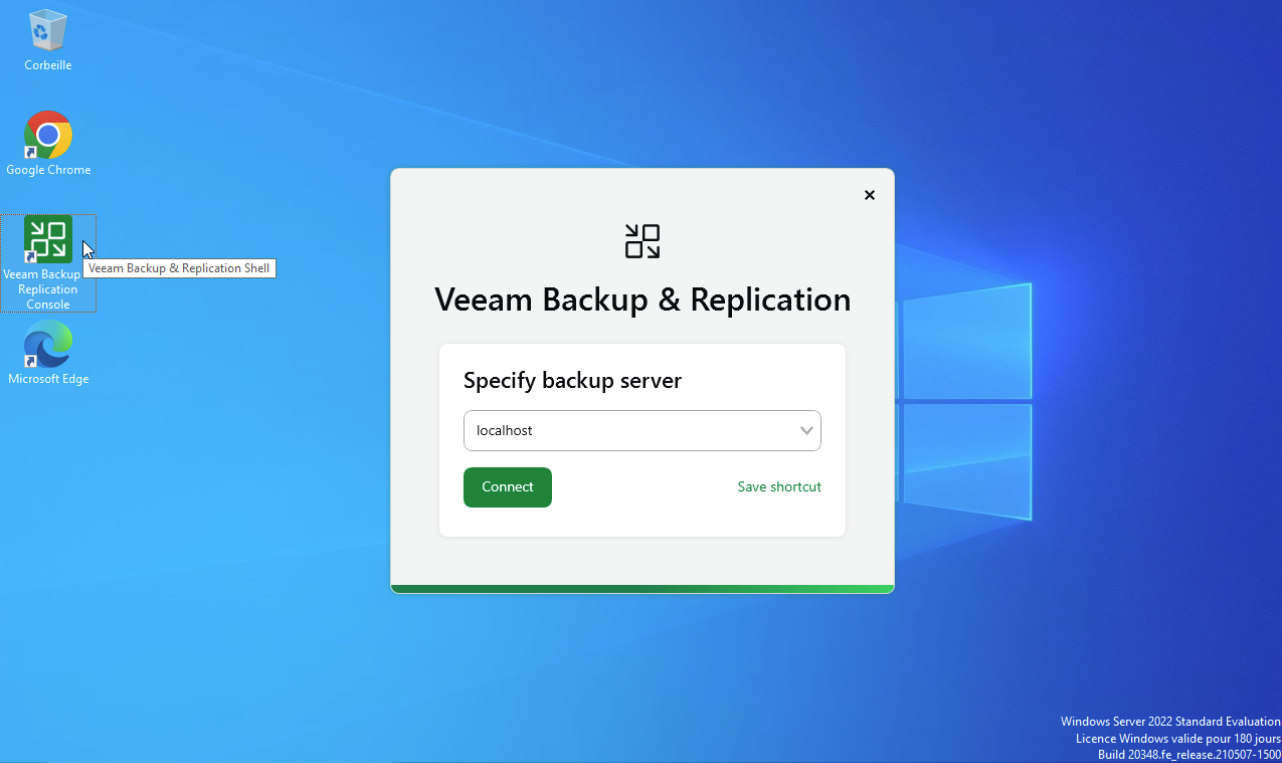 Corbeille
Google Chrome
Veeam Backup
Replication
Console
Veeam Backup & Replication Shell
Microsoft Edge
Veeam Backup & Replication
Specify backup server
localhost
Connect
Save shortcut
Windows Server 2022 Standard Evaluation
Licence Windows valide pour 180 jours
Build 20348.fe_release.210507-1500